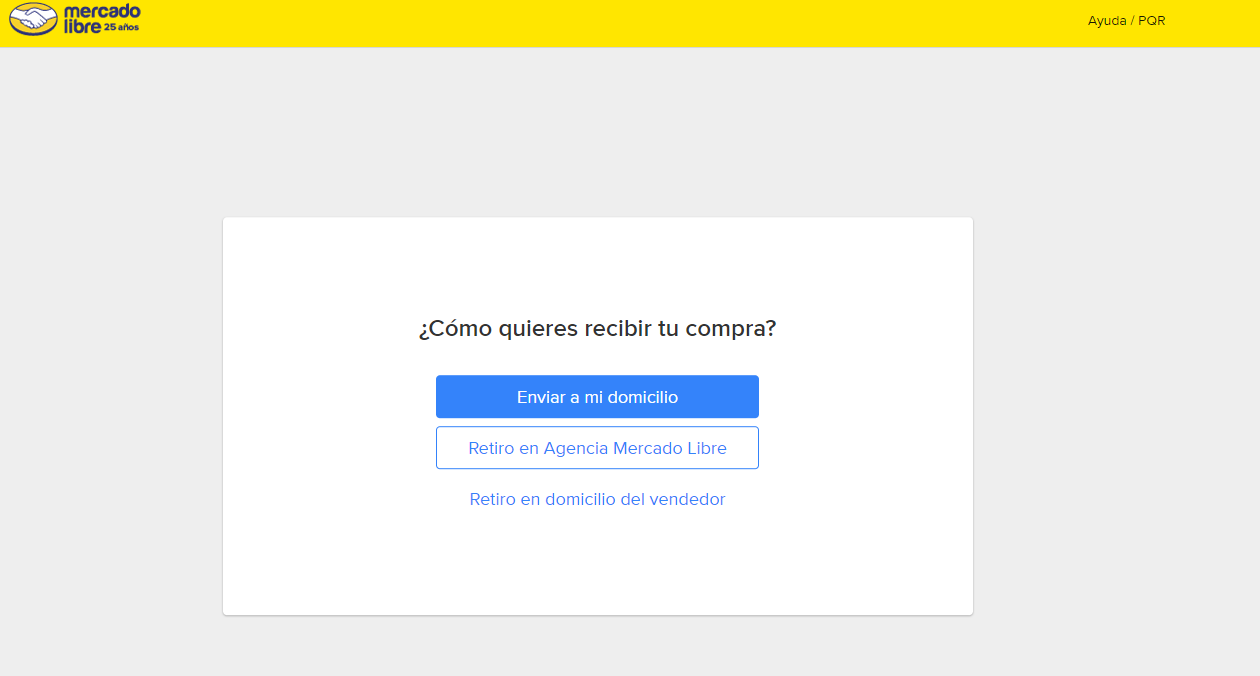 mercado
libre 25 años
Ayuda / PQR
¿Cómo quieres recibir tu compra?
Enviar a mi domicilio
Retiro en Agencia Mercado Libre
Retiro en domicilio del vendedor